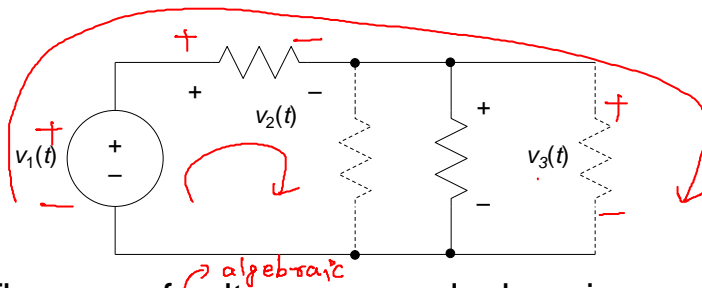 + −
+ −
v₂(t)
+
+
+
v₁(t)
+
−
v₃(t)
−
−
−
algebraic